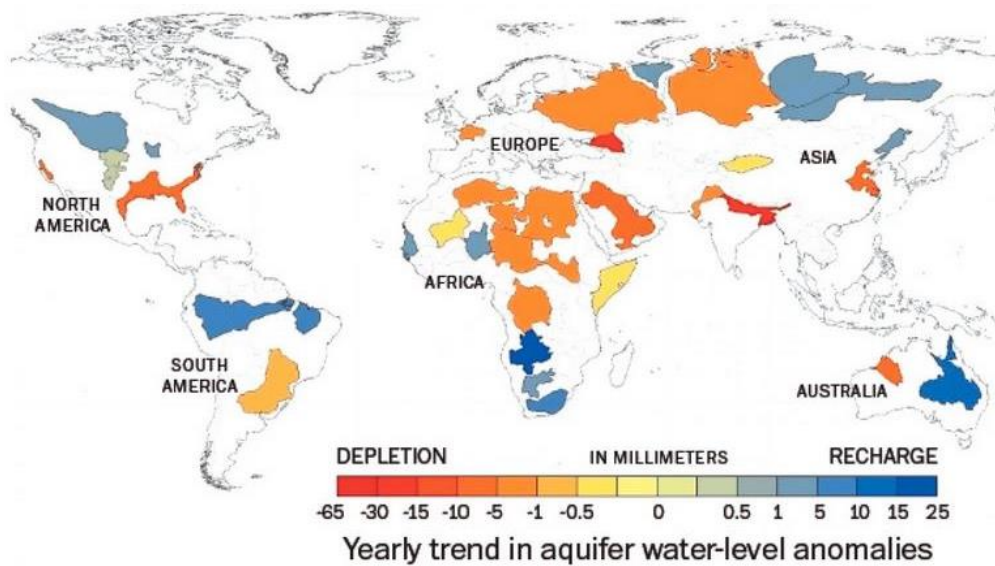 EUROPE
ASIA
NORTH
AMERICA
AFRICA
SOUTH
AMERICA
AUSTRALIA
DEPLETION IN MILLIMETERS RECHARGE
-65 -30 -15 -10 -5 -1 -0.5 0 0.5 1 5 10 15 25
Yearly trend in aquifer water-level anomalies